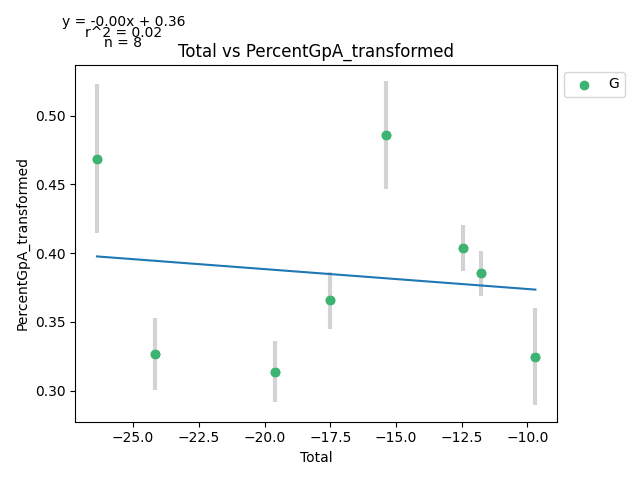 y = -0.00x + 0.36
r^2 = 0.02
n = 8
Total vs PercentGpA_transformed
G
PercentGpA_transformed
0.50
0.45
0.40
0.35
0.30
−25.0 −22.5 −20.0 −17.5 −15.0 −12.5 −10.0
Total